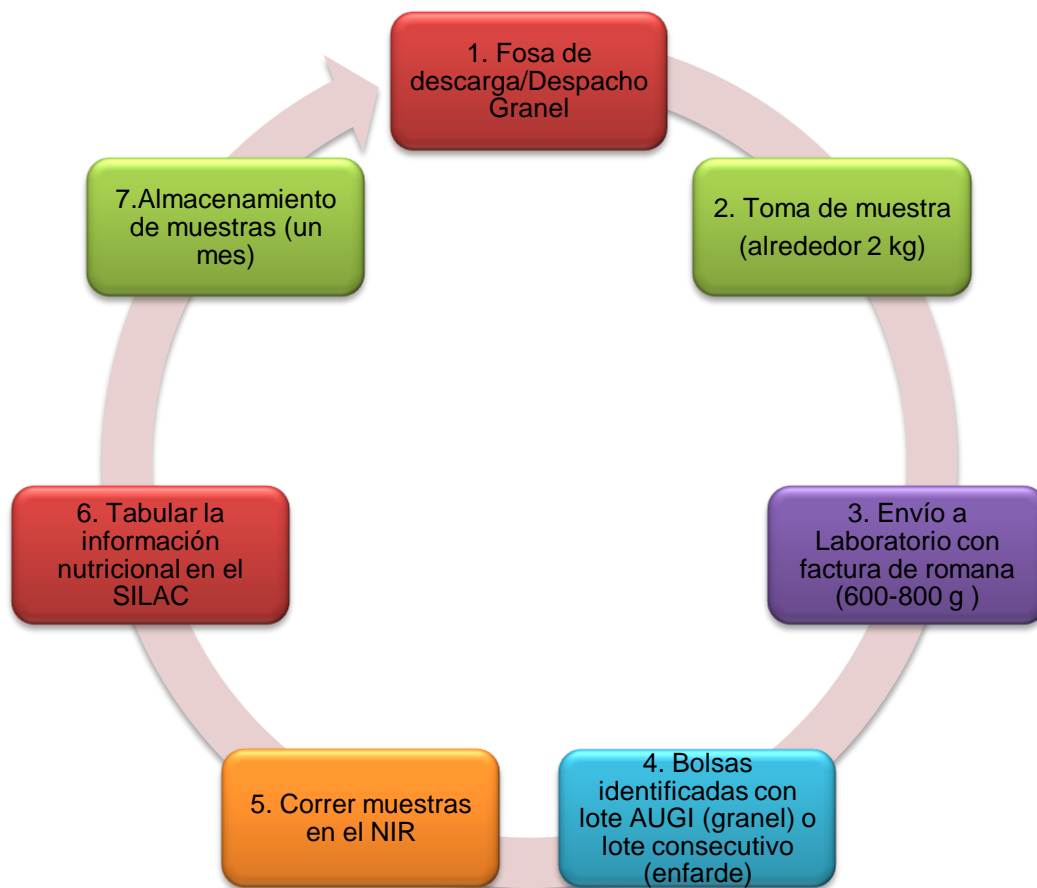 1. Fosa de
descarga/Despacho
Granel
2. Toma de muestra
(alrededor 2 kg)
3. Envío a
Laboratorio con
factura de romana
(600-800 g )
4. Bolsas
identificadas con
lote AUGI (granel) o
lote consecutivo
(enfarde)
5. Correr muestras
en el NIR
6. Tabular la
información
nutricional en el
SILAC
7.Almacenamiento
de muestras (un
mes)